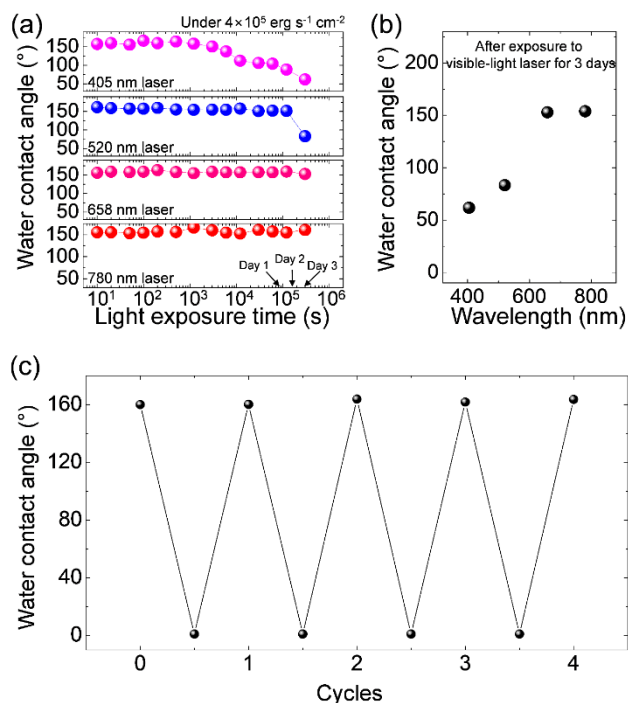 (a)
Under 4×10⁵ erg s⁻¹ cm⁻²
Water contact angle (°)
150
100
50
405 nm laser
150
100
50
520 nm laser
150
100
50
658 nm laser
150
100
50
780 nm laser
Day 1
Day 2
Day 3
10¹ 10² 10³ 10⁴ 10⁵ 10⁶
Light exposure time (s)
(b)
After exposure to
visible-light laser for 3 days
Water contact angle (°)
200
150
100
50
0
400 600 800
Wavelength (nm)
(c)
Water contact angle (°)
160
120
80
40
0
0 1 2 3 4
Cycles